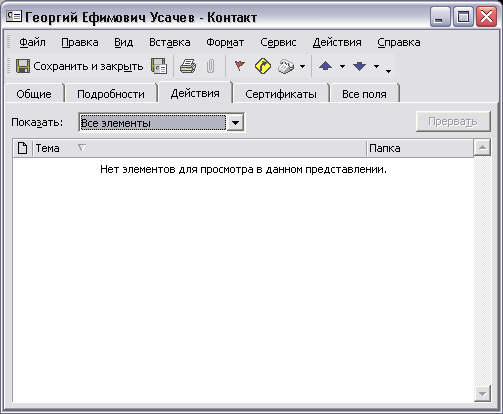 Георгий Ефимович Усачев - Контакт
Файл Правка Вид Вставка Формат Сервис Действия Справка
Сохранить и закрыть
Общие Подробности Действия Сертификаты Все поля
Показать: Все элементы Прервать
Тема Папка
Нет элементов для просмотра в данном представлении.